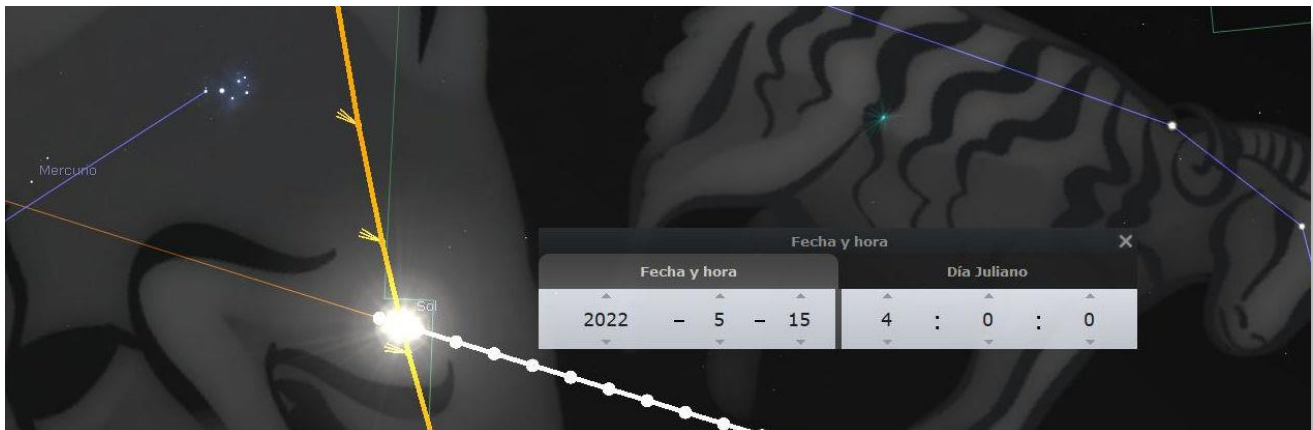 Mercurio
Sol
Fecha y hora ×
Fecha y hora Día Juliano
2022 – 5 – 15 4 : 0 : 0